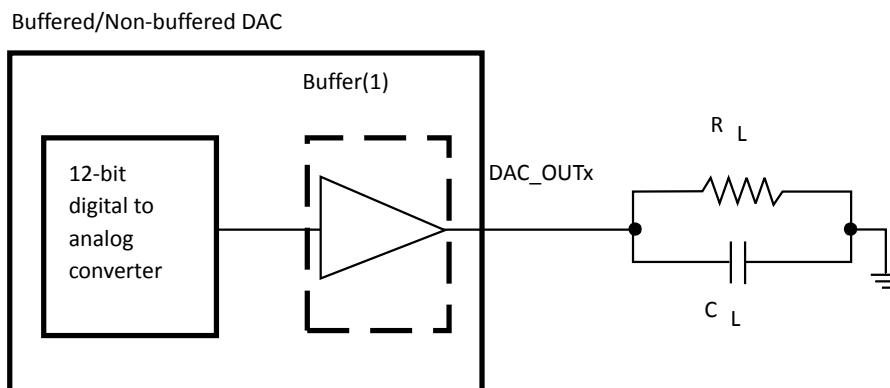 Buffered/Non-buffered DAC
Buffer(1)
12-bit
digital to
analog
converter
DAC_OUTx
R L
C L